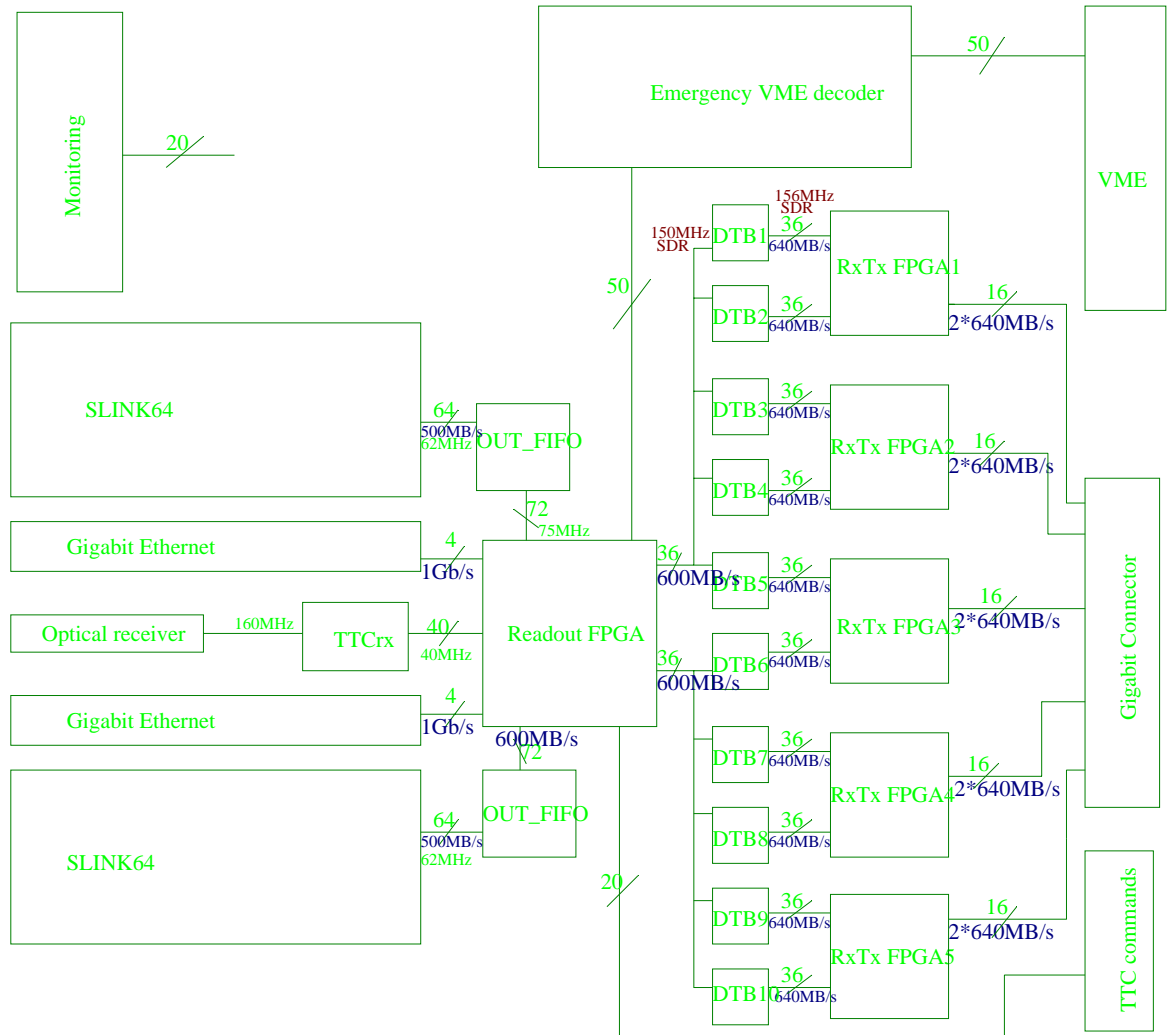 Monitoring
20
Emergency VME decoder
50
VME
50
150MHz
SDR
156MHz
SDR
DTB1
36
640MB/s
RxTx FPGA1
16
2*640MB/s
DTB2
36
640MB/s
DTB3
36
640MB/s
RxTx FPGA2
16
2*640MB/s
DTB4
36
640MB/s
SLINK64
64
500MB/s
62MHz
OUT_FIFO
72
75MHz
Gigabit Ethernet
4
1Gb/s
Optical receiver
160MHz
TTCrx
40
40MHz
Readout FPGA
36
600MB/s
36
600MB/s
Gigabit Ethernet
4
1Gb/s
600MB/s
72
SLINK64
64
500MB/s
62MHz
OUT_FIFO
20
DTB5
36
640MB/s
RxTx FPGA3
16
2*640MB/s
DTB6
36
640MB/s
DTB7
36
640MB/s
RxTx FPGA4
16
2*640MB/s
DTB8
36
640MB/s
DTB9
36
640MB/s
RxTx FPGA5
16
2*640MB/s
DTB10
36
640MB/s
Gigabit Connector
TTC commands